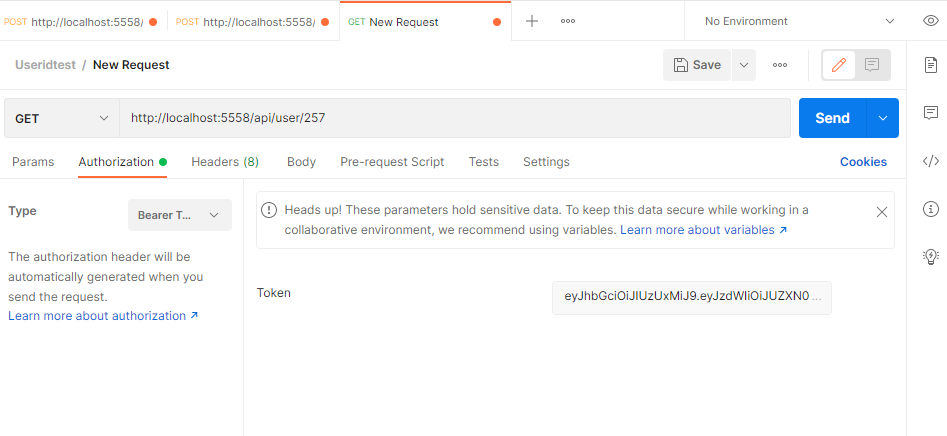 POST http://localhost:5558/ POST http://localhost:5558/ GET New Request No Environment
Useridtest / New Request Save
GET http://localhost:5558/api/user/257 Send
Params Authorization Headers (8) Body Pre-request Script Tests Settings Cookies
Type Bearer T...
The authorization header will be
automatically generated when you
send the request.
Learn more about authorization ↗
Heads up! These parameters hold sensitive data. To keep this data secure while working in a
collaborative environment, we recommend using variables. Learn more about variables ↗
Token eyJhbGciOiJIUzUxMiJ9.eyJzdWIiOiJUZXN0 ...